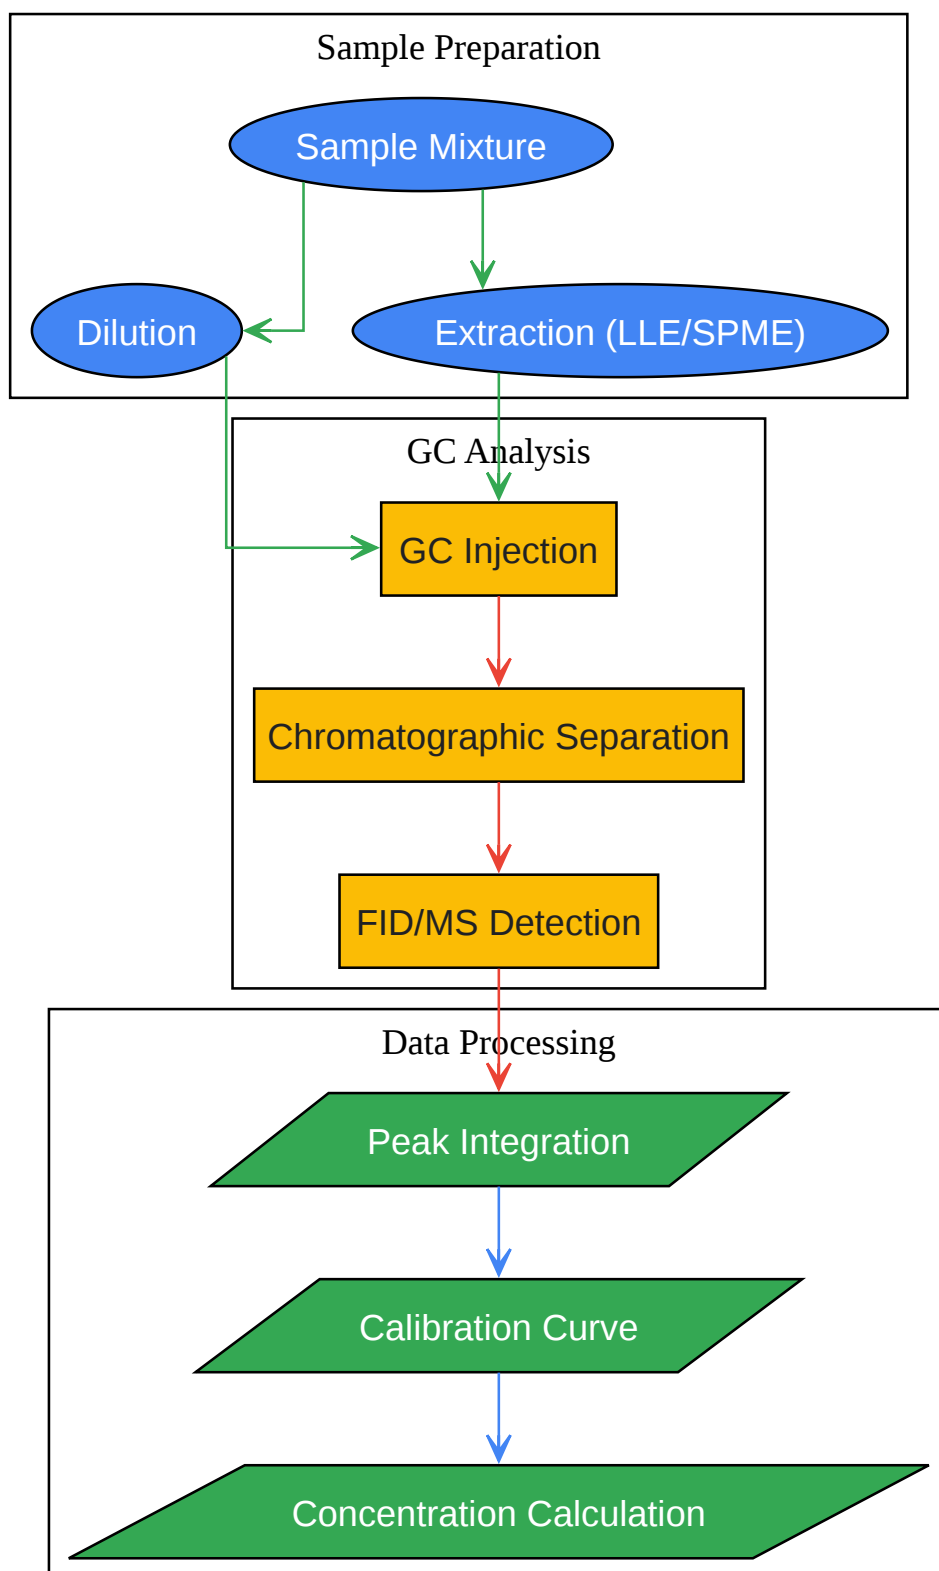 Sample Preparation
Sample Mixture
Dilution
Extraction (LLE/SPME)
GC Analysis
GC Injection
Chromatographic Separation
FID/MS Detection
Data Processing
Peak Integration
Calibration Curve
Concentration Calculation